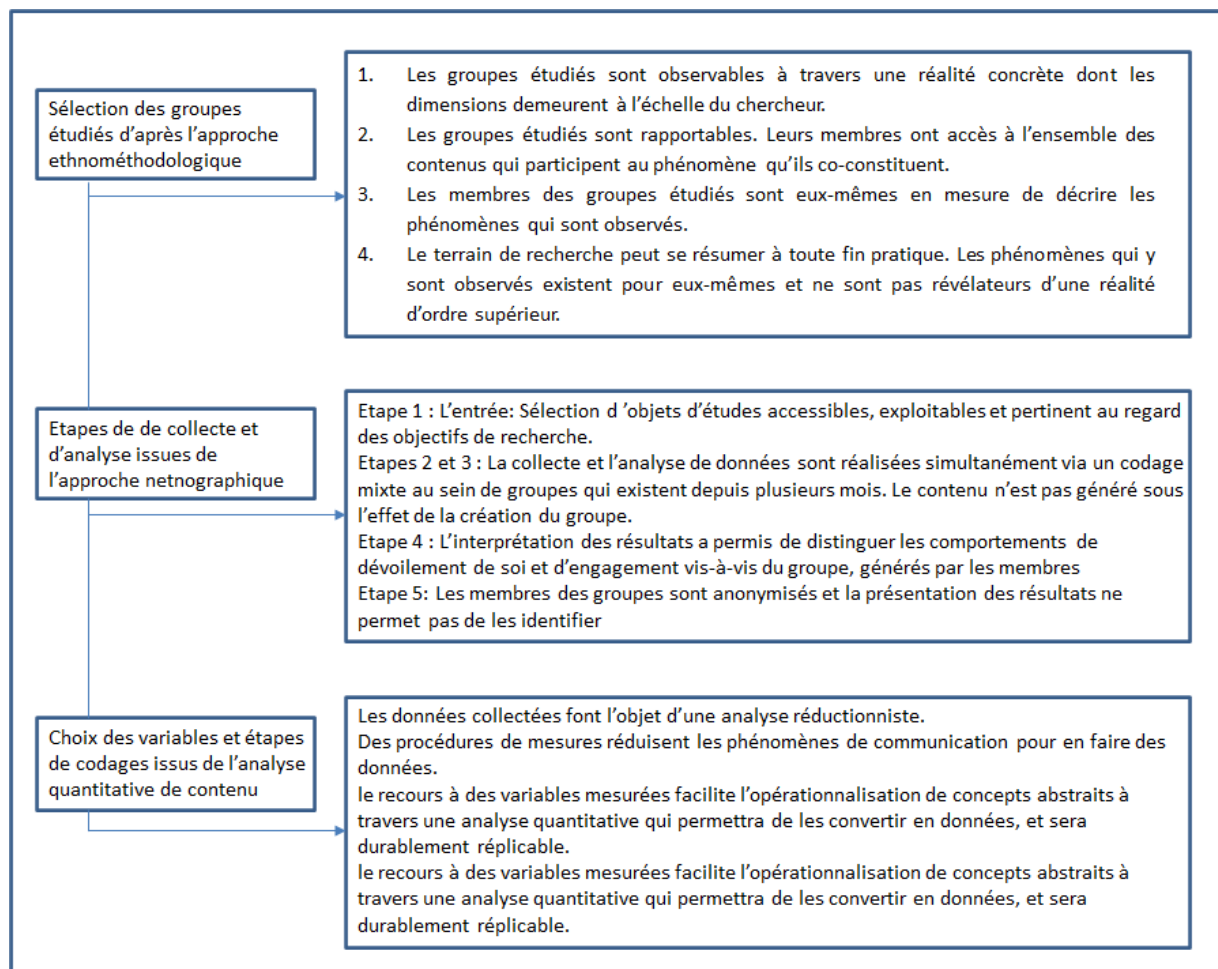 Sélection des groupes
étudiés d'après l'approche
ethnométhodologique
1. Les groupes étudiés sont observables à travers une réalité concrète dont les
dimensions demeurent à l'échelle du chercheur.
2. Les groupes étudiés sont rapportables. Leurs membres ont accès à l'ensemble des
contenus qui participent au phénomène qu'ils co-constituent.
3. Les membres des groupes étudiés sont eux-mêmes en mesure de décrire les
phénomènes qui sont observés.
4. Le terrain de recherche peut se résumer à toute fin pratique. Les phénomènes qui y
sont observés existent pour eux-mêmes et ne sont pas révélateurs d'une réalité
d'ordre supérieur.
Etapes de de collecte et
d'analyse issues de
l'approche netnographique
Etape 1 : L'entrée: Sélection d 'objets d'études accessibles, exploitables et pertinent au regard
des objectifs de recherche.
Etapes 2 et 3 : La collecte et l'analyse de données sont réalisées simultanément via un codage
mixte au sein de groupes qui existent depuis plusieurs mois. Le contenu n'est pas généré sous
l'effet de la création du groupe.
Etape 4 : L'interprétation des résultats a permis de distinguer les comportements de
dévoilement de soi et d'engagement vis-à-vis du groupe, générés par les membres
Etape 5: Les membres des groupes sont anonymisés et la présentation des résultats ne
permet pas de les identifier
Choix des variables et étapes
de codages issus de l'analyse
quantitative de contenu
Les données collectées font l'objet d'une analyse réductionniste.
Des procédures de mesures réduisent les phénomènes de communication pour en faire des
données.
le recours à des variables mesurées facilite l'opérationnalisation de concepts abstraits à
travers une analyse quantitative qui permettra de les convertir en données, et sera
durablement réplicable.
le recours à des variables mesurées facilite l'opérationnalisation de concepts abstraits à
travers une analyse quantitative qui permettra de les convertir en données, et sera
durablement réplicable.